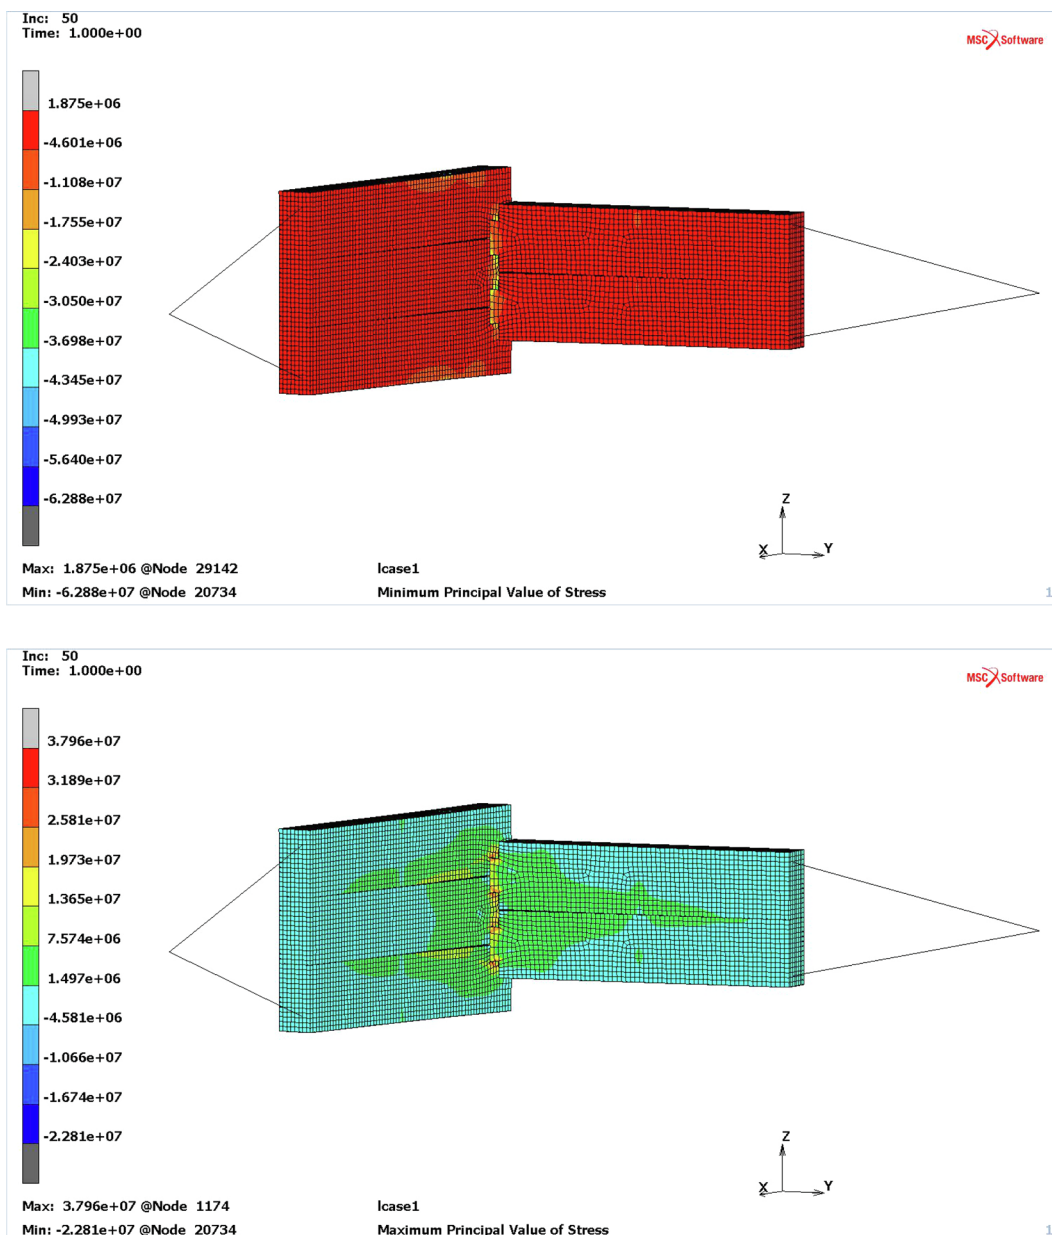 Inc: 50
Time: 1.000e+00
MSC Software
1.875e+06
-4.601e+06
-1.108e+07
-1.755e+07
-2.403e+07
-3.050e+07
-3.698e+07
-4.345e+07
-4.993e+07
-5.640e+07
-6.288e+07
Z
X Y
Max: 1.875e+06 @Node 29142 lcase1
Min: -6.288e+07 @Node 20734 Minimum Principal Value of Stress 1
Inc: 50
Time: 1.000e+00
MSC Software
3.796e+07
3.189e+07
2.581e+07
1.973e+07
1.365e+07
7.574e+06
1.497e+06
-4.581e+06
-1.066e+07
-1.674e+07
-2.281e+07
Z
X Y
Max: 3.796e+07 @Node 1174 lcase1
Min: -2.281e+07 @Node 20734 Maximum Principal Value of Stress 1